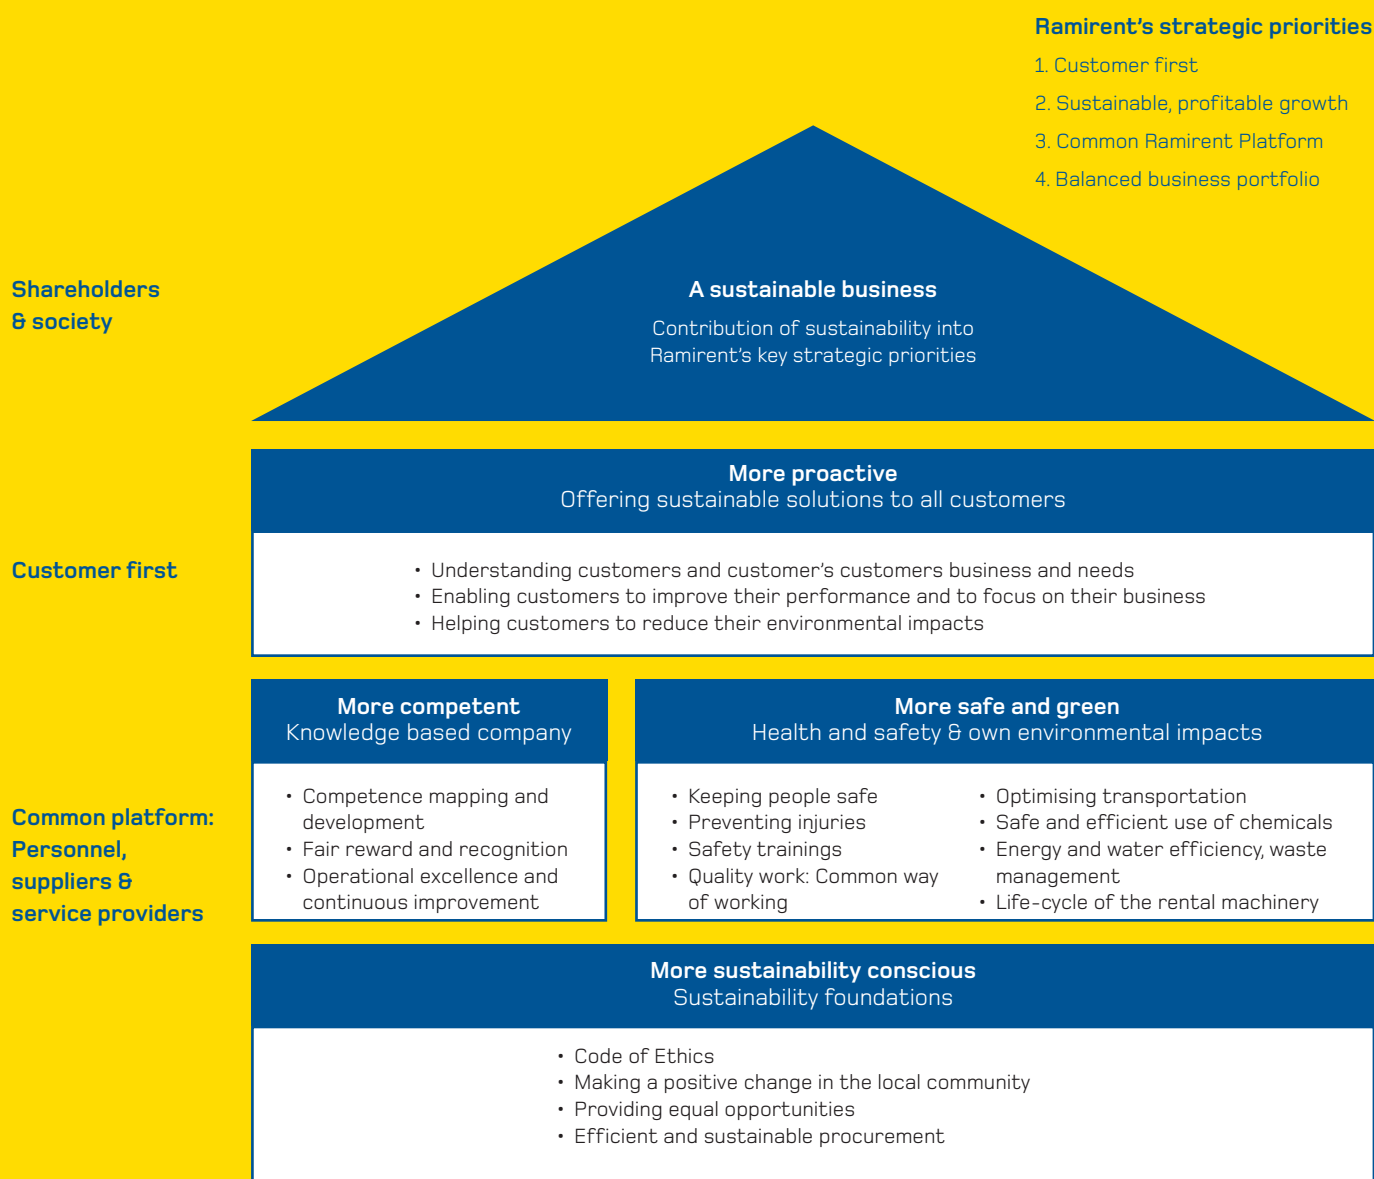 Ramirent's strategic priorities
1. Customer first
2. Sustainable, profitable growth
3. Common Ramirent Platform
4. Balanced business portfolio
Shareholders
& society
A sustainable business
Contribution of sustainability into
Ramirent's key strategic priorities
Customer first
More proactive
Offering sustainable solutions to all customers
• Understanding customers and customer's customers business and needs
• Enabling customers to improve their performance and to focus on their business
• Helping customers to reduce their environmental impacts
Common platform:
Personnel,
suppliers &
service providers
More competent
Knowledge based company
• Competence mapping and
development
• Fair reward and recognition
• Operational excellence and
continuous improvement
More safe and green
Health and safety & own environmental impacts
• Keeping people safe
• Preventing injuries
• Safety trainings
• Quality work: Common way
of working
• Optimising transportation
• Safe and efficient use of chemicals
• Energy and water efficiency, waste
management
• Life-cycle of the rental machinery
More sustainability conscious
Sustainability foundations
• Code of Ethics
• Making a positive change in the local community
• Providing equal opportunities
• Efficient and sustainable procurement